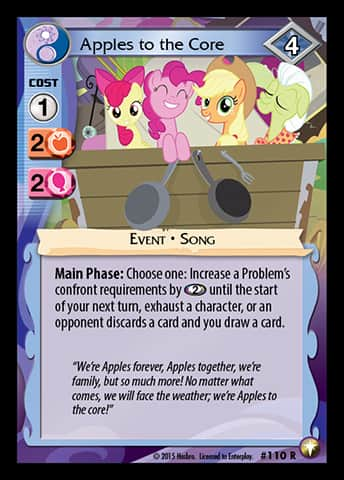 Apples to the Core
4
COST
1
2
2
EVENT • SONG
Main Phase: Choose one: Increase a Problem's
confront requirements by 2 until the start
of your next turn, exhaust a character, or an
opponent discards a card and you draw a card.
"We're Apples forever, Apples together, we're
family, but so much more! No matter what
comes, we will face the weather; we're Apples to
the core!"
© 2015 Hasbro. Licensed to Enterplay. #110 R